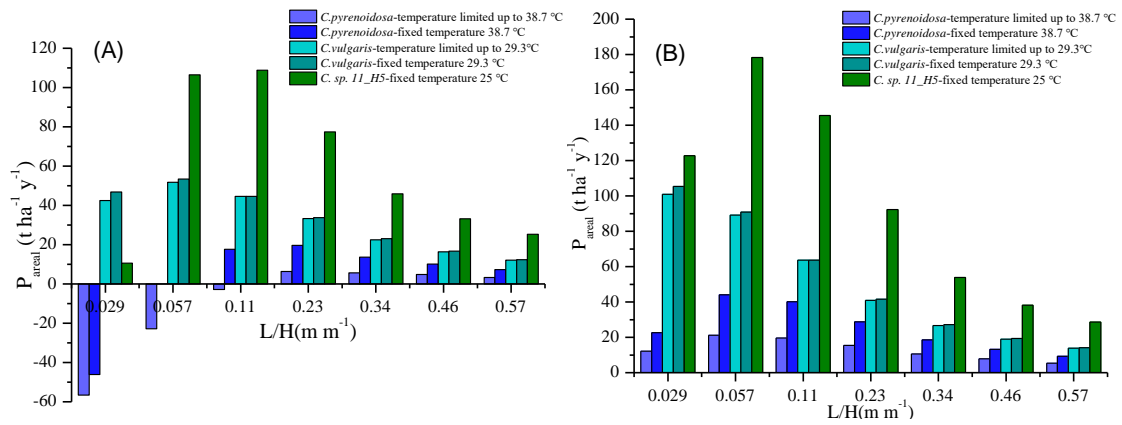 (A)
C.pyrenoidosa-temperature limited up to 38.7 °C
C.pyrenoidosa-fixed temperature 38.7 °C
C.vulgaris-temperature limited up to 29.3°C
C.vulgaris-fixed temperature 29.3 °C
C. sp. 11_H5-fixed temperature 25 °C
P areal (t ha-1 y-1)
120
100
80
60
40
20
0
-20
-40
-60
0.029 0.057 0.11 0.23 0.34 0.46 0.57
L/H(m m-1)
(B)
C.pyrenoidosa-temperature limited up to 38.7 °C
C.pyrenoidosa-fixed temperature 38.7 °C
C.vulgaris-temperature limited up to 29.3°C
C.vulgaris-fixed temperature 29.3 °C
C. sp. 11_H5-fixed temperature 25 °C
P areal (t ha-1 y-1)
200
180
160
140
120
100
80
60
40
20
0
0.029 0.057 0.11 0.23 0.34 0.46 0.57
L/H(m m-1)